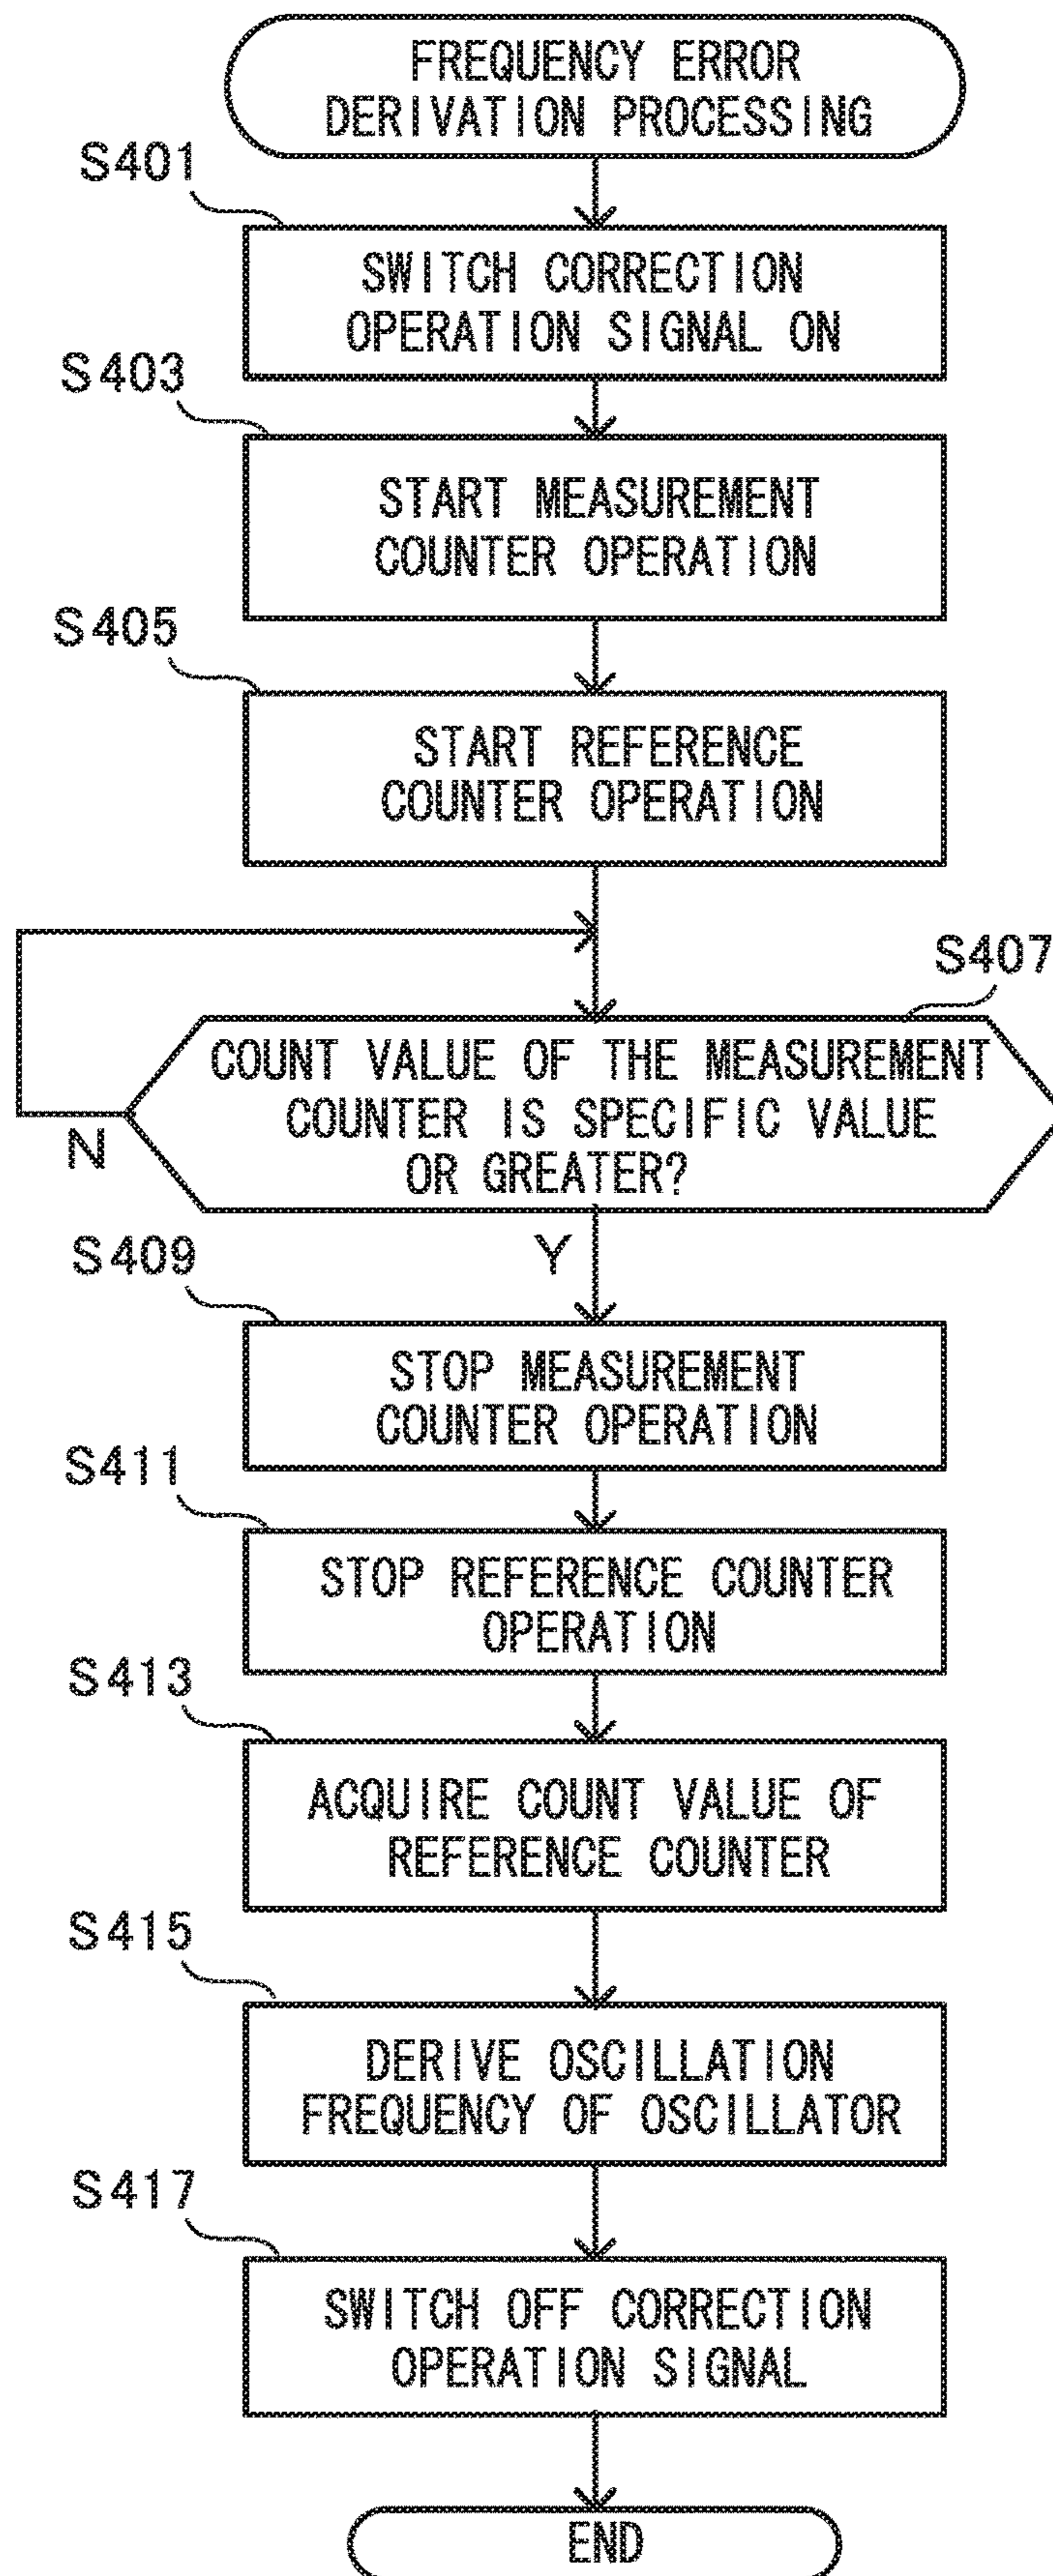 FREQUENCY ERROR
DERIVATION PROCESSING
S401
SWITCH CORRECTION
OPERATION SIGNAL ON
S403
START MEASUREMENT
COUNTER OPERATION
S405
START REFERENCE
COUNTER OPERATION
S407
COUNT VALUE OF THE MEASUREMENT
COUNTER IS SPECIFIC VALUE
OR GREATER?
N
Y
S409
STOP MEASUREMENT
COUNTER OPERATION
S411
STOP REFERENCE COUNTER
OPERATION
S413
ACQUIRE COUNT VALUE OF
REFERENCE COUNTER
S415
DERIVE OSCILLATION
FREQUENCY OF OSCILLATOR
S417
SWITCH OFF CORRECTION
OPERATION SIGNAL
END